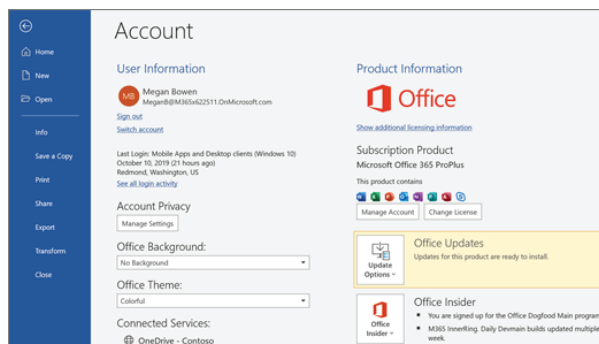 Account
Home
New
Open
Info
Save a Copy
Print
Share
Export
Transform
Close
User Information
MB
Megan Bowen
MeganB@M365x622511.OnMicrosoft.com
Sign out
Switch account
Last Login: Mobile Apps and Desktop clients (Windows 10)
October 10, 2019 (21 hours ago)
Redmond, Washington, US
See all login activity
Account Privacy
Manage Settings
Office Background:
No Background
Office Theme:
Colorful
Connected Services:
OneDrive - Contoso
Product Information
Office
Show additional licensing information
Subscription Product
Microsoft Office 365 ProPlus
This product contains
Manage Account
Change License
Update
Options
Office Updates
Updates for this product are ready to install.
Office
Insider
Office Insider
You are signed up for the Office Dogfood Main program
M365 InnerRing. Daily Devmain builds updated multiple
week.